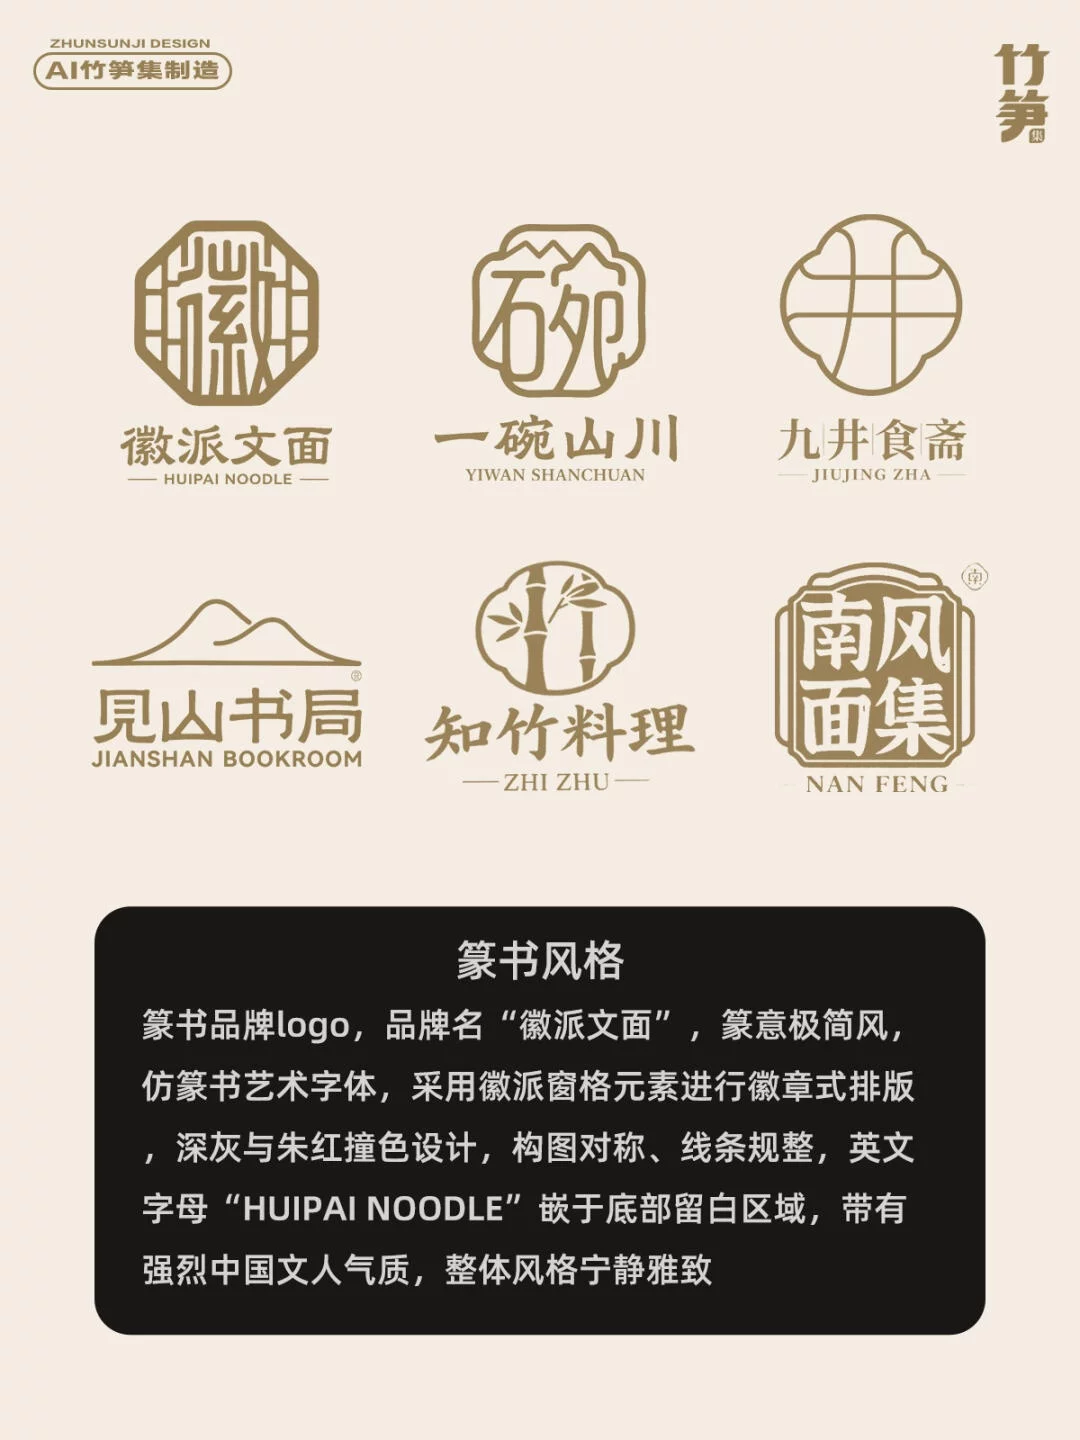 ZHUNSUNJI DESIGN
AI竹笋集制造
竹笋
集
徽
徽派文面
HUIPAI NOODLE
碗
一碗山川
YIWAN SHANCHUAN
井
九井食斋
JIUJING ZHA
见山书局
JIANSHAN BOOKROOM
知竹料理
ZHI ZHU
南
南风
面集
NAN FENG
篆书风格
篆书品牌logo，品牌名“徽派文面”，篆意极简风，
仿篆书艺术字体，采用徽派窗格元素进行徽章式排版
，深灰与朱红撞色设计，构图对称、线条规整，英文
字母“HUIPAI NOODLE”嵌于底部留白区域，带有
强烈中国文人气质，整体风格宁静雅致